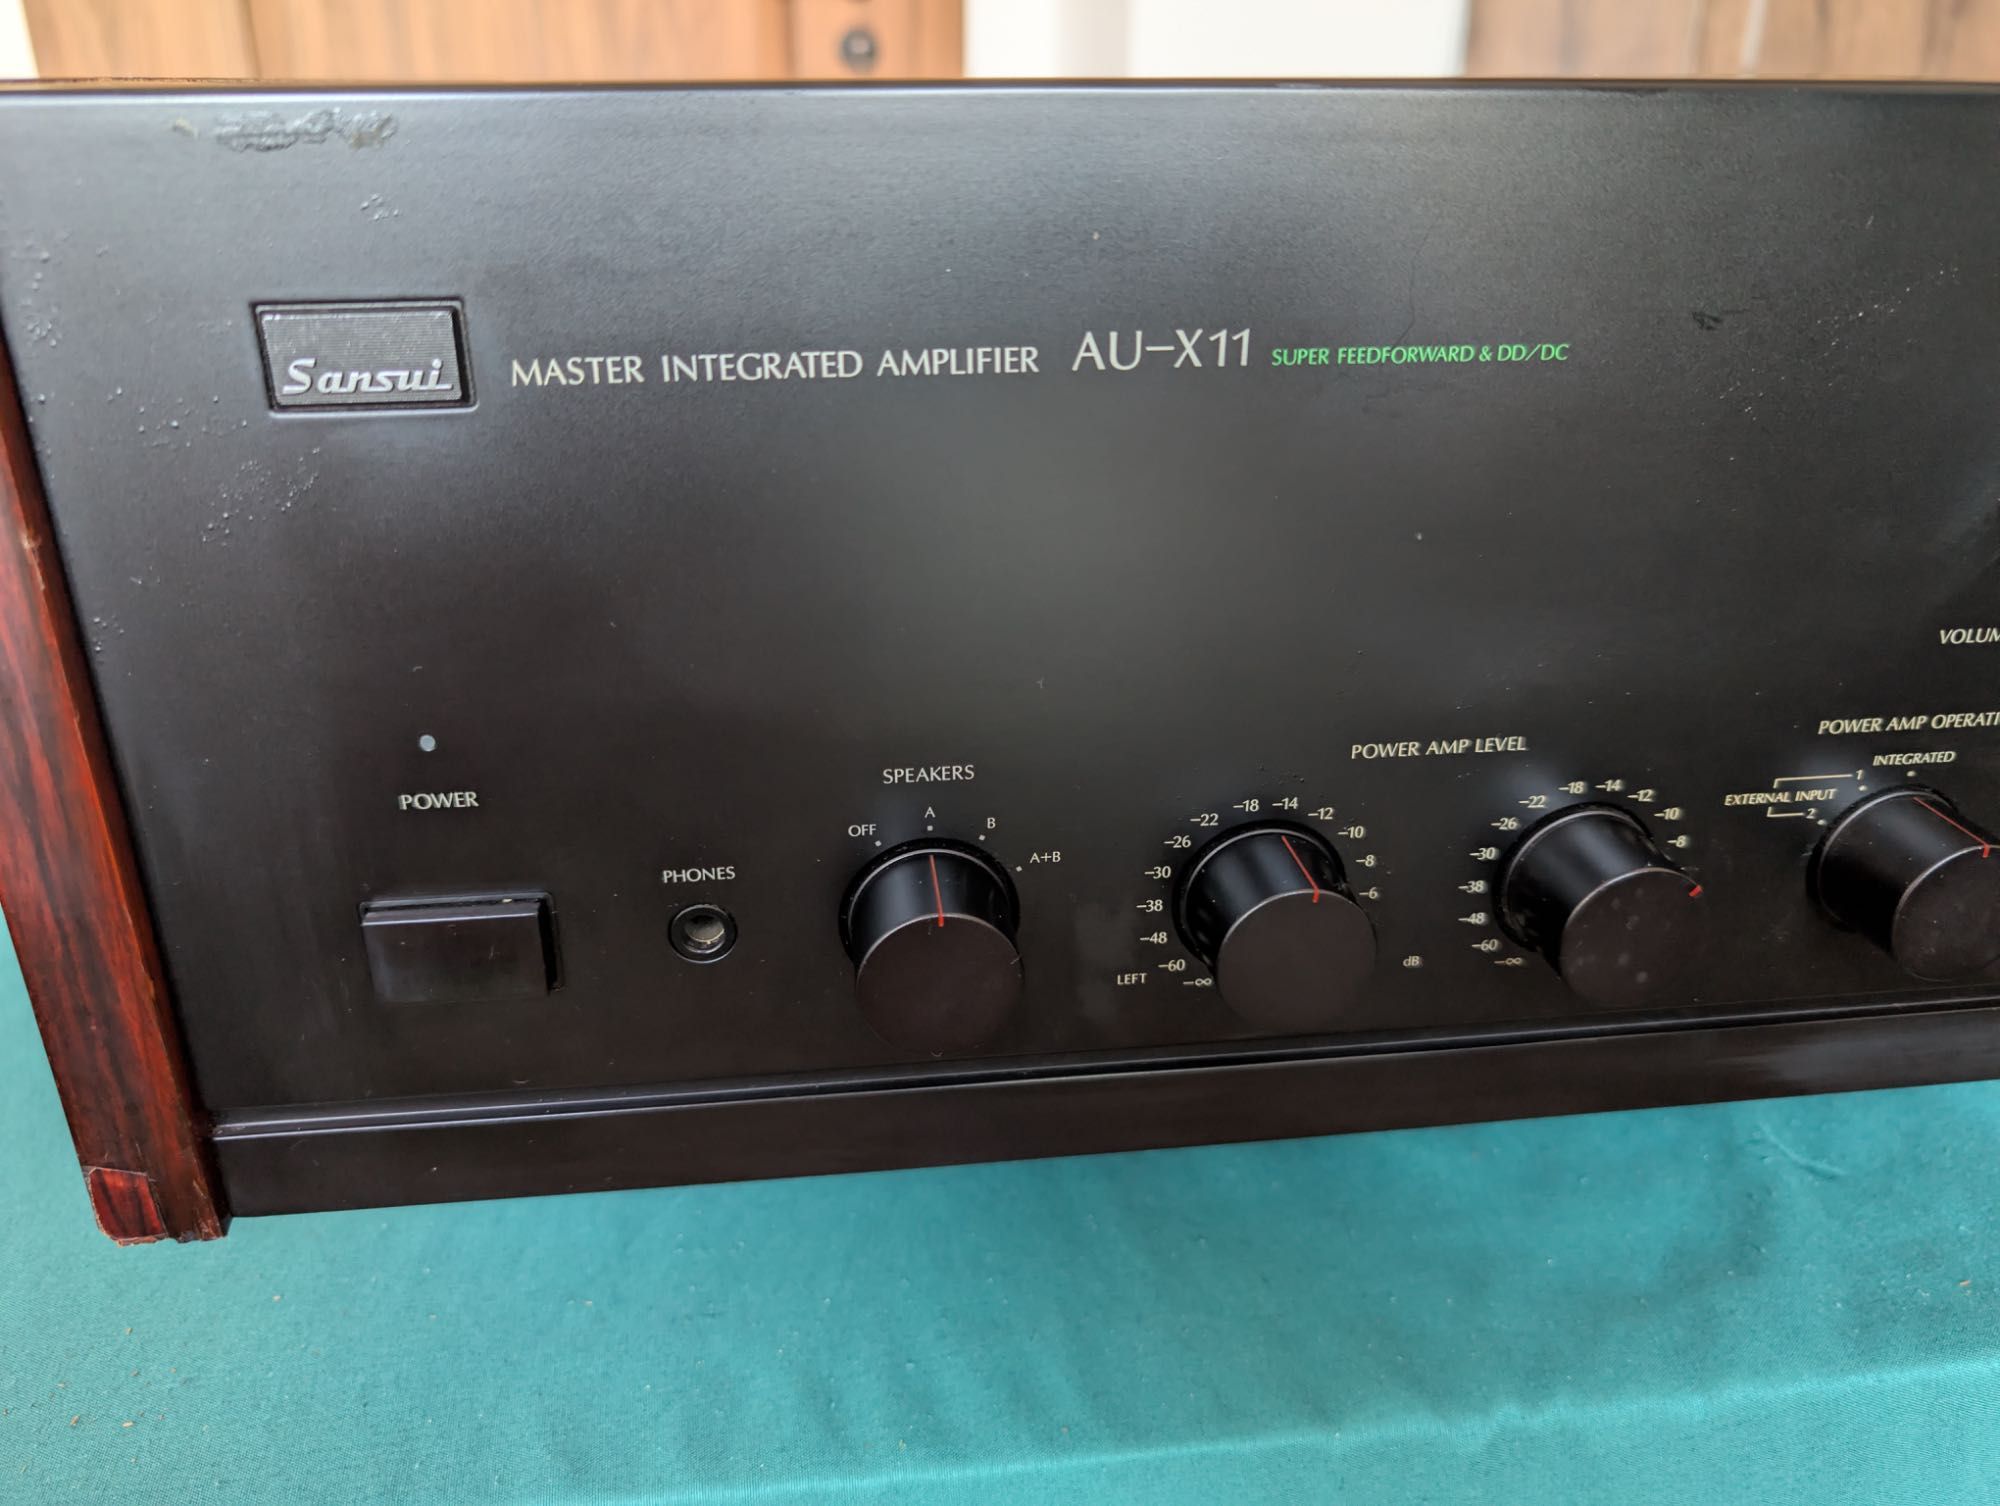 Sansui MASTER INTEGRATED AMPLIFIER AU-X11 SUPER FEEDFORWARD & DD/DC
POWER
PHONES
SPEAKERS
OFF
A
B
A+B
POWER AMP LEVEL
LEFT
-∞
-60
-48
-38
-30
-26
-22
-18
-14
-12
-10
-8
-6
dB
-∞
-60
-48
-38
-30
-26
-22
-18
-14
-12
-10
-8
VOLUM
POWER AMP OPERATI
INTEGRATED
EXTERNAL INPUT
1
2